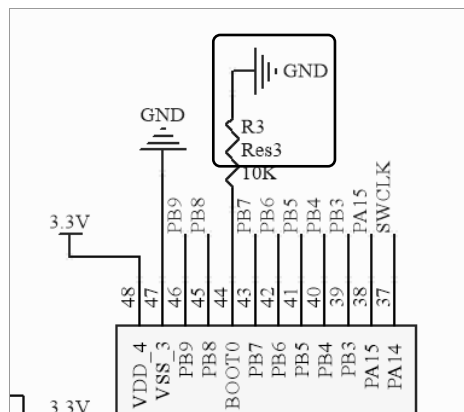 GND
R3
Res3
10K
GND
PB9
PB8
PB7
PB6
PB5
PB4
PB3
PA15
SWCLK
3.3V
48
47
46
45
44
43
42
41
40
39
38
37
VDD_4
VSS_3
PB9
PB8
BOOT0
PB7
PB6
PB5
PB4
PB3
PA15
PA14
3.3V